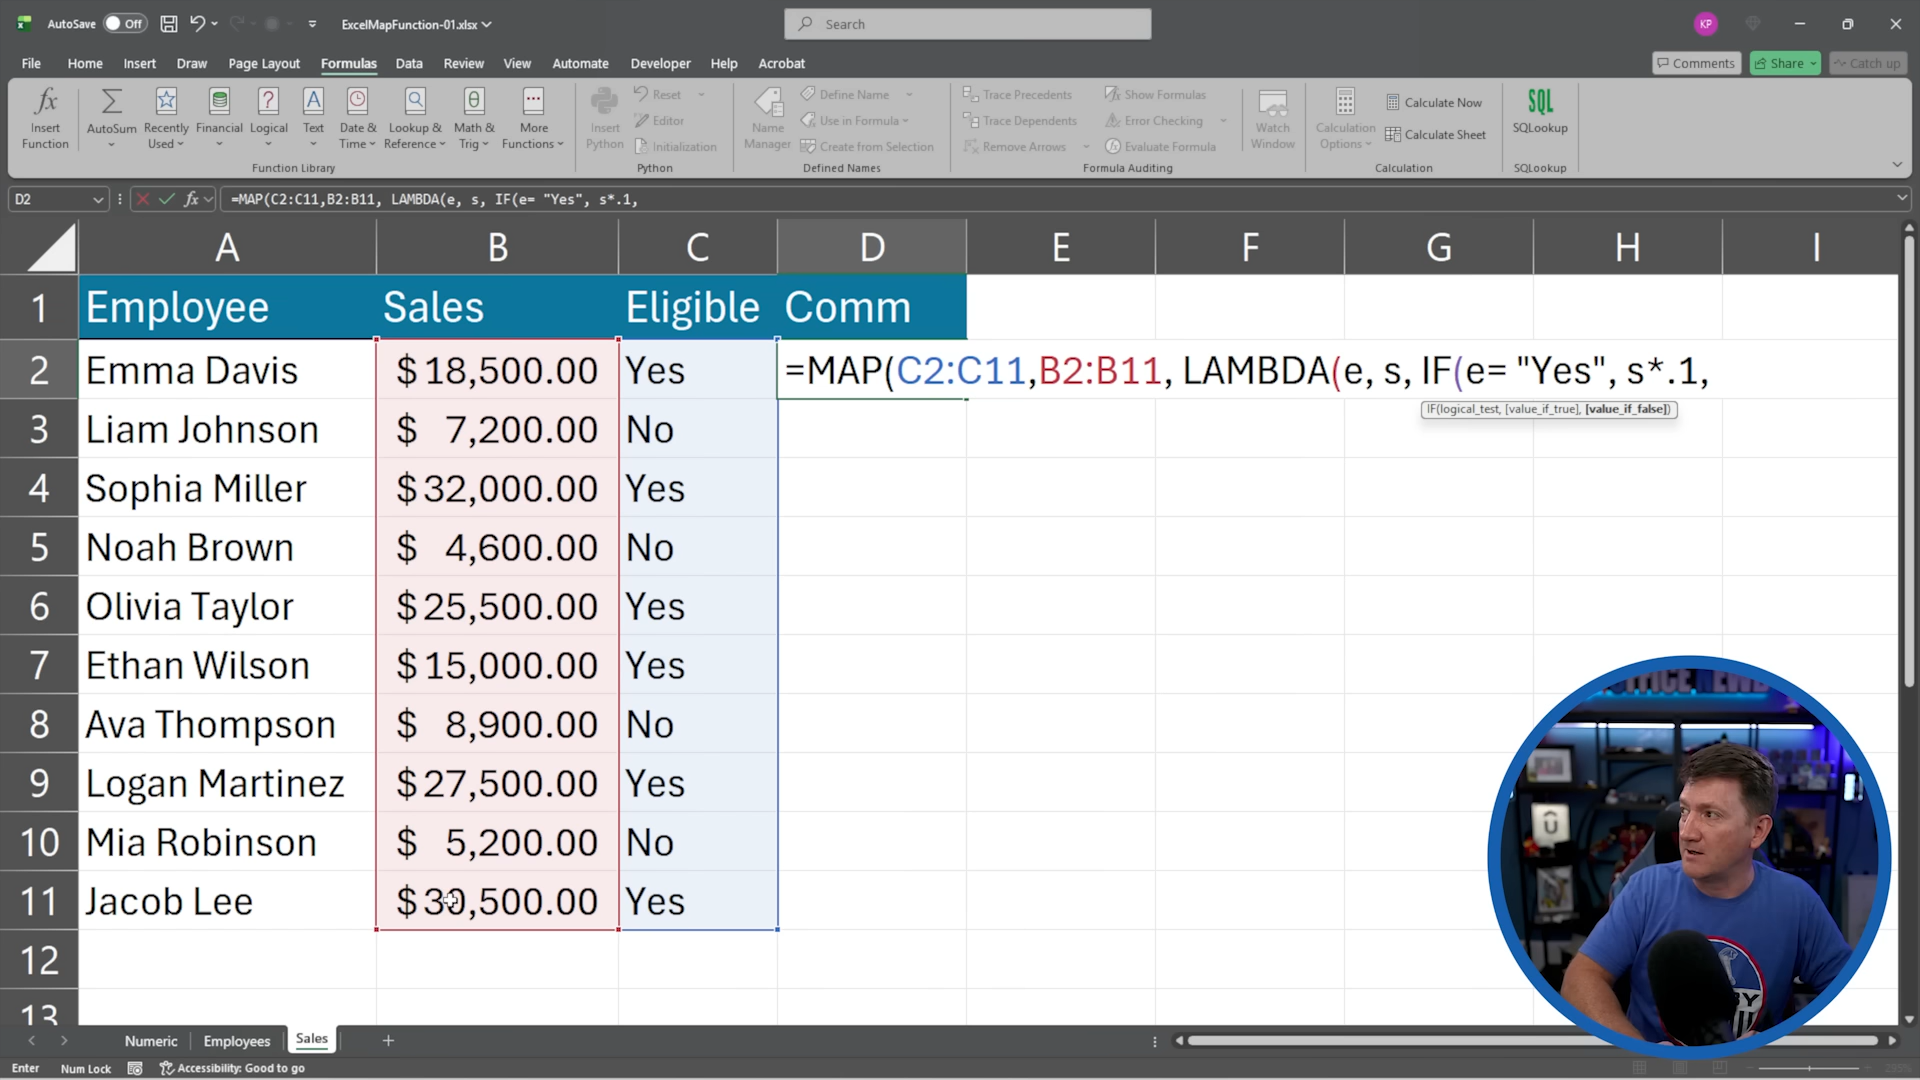 AutoSave Off ExcelMapFunction-01.xlsx Search KP
File Home Insert Draw Page Layout Formulas Data Review View Automate Developer Help Acrobat Comments Share Catch up
Insert Function
AutoSum
Recently Used
Financial
Logical
Text
Date & Time
Lookup & Reference
Math & Trig
More Functions
Function Library
Insert Python
Reset
Editor
Initialization
Python
Name Manager
Define Name
Use in Formula
Create from Selection
Defined Names
Trace Precedents
Trace Dependents
Remove Arrows
Show Formulas
Error Checking
Evaluate Formula
Formula Auditing
Watch Window
Calculation Options
Calculate Now
Calculate Sheet
Calculation
SQL
SQLookup
SQLookup
D2 fx =MAP(C2:C11,B2:B11, LAMBDA(e, s, IF(e= "Yes", s*.1,
A B C D E F G H I
1 Employee Sales Eligible Comm
2 Emma Davis $18,500.00 Yes =MAP(C2:C11,B2:B11, LAMBDA(e, s, IF(e= "Yes", s*.1,
IF(logical_test, [value_if_true], [value_if_false])
3 Liam Johnson $ 7,200.00 No
4 Sophia Miller $32,000.00 Yes
5 Noah Brown $ 4,600.00 No
6 Olivia Taylor $25,500.00 Yes
7 Ethan Wilson $15,000.00 Yes
8 Ava Thompson $ 8,900.00 No
9 Logan Martinez $27,500.00 Yes
10 Mia Robinson $ 5,200.00 No
11 Jacob Lee $30,500.00 Yes
12
13
Numeric Employees Sales
Enter Num Lock Accessibility: Good to go